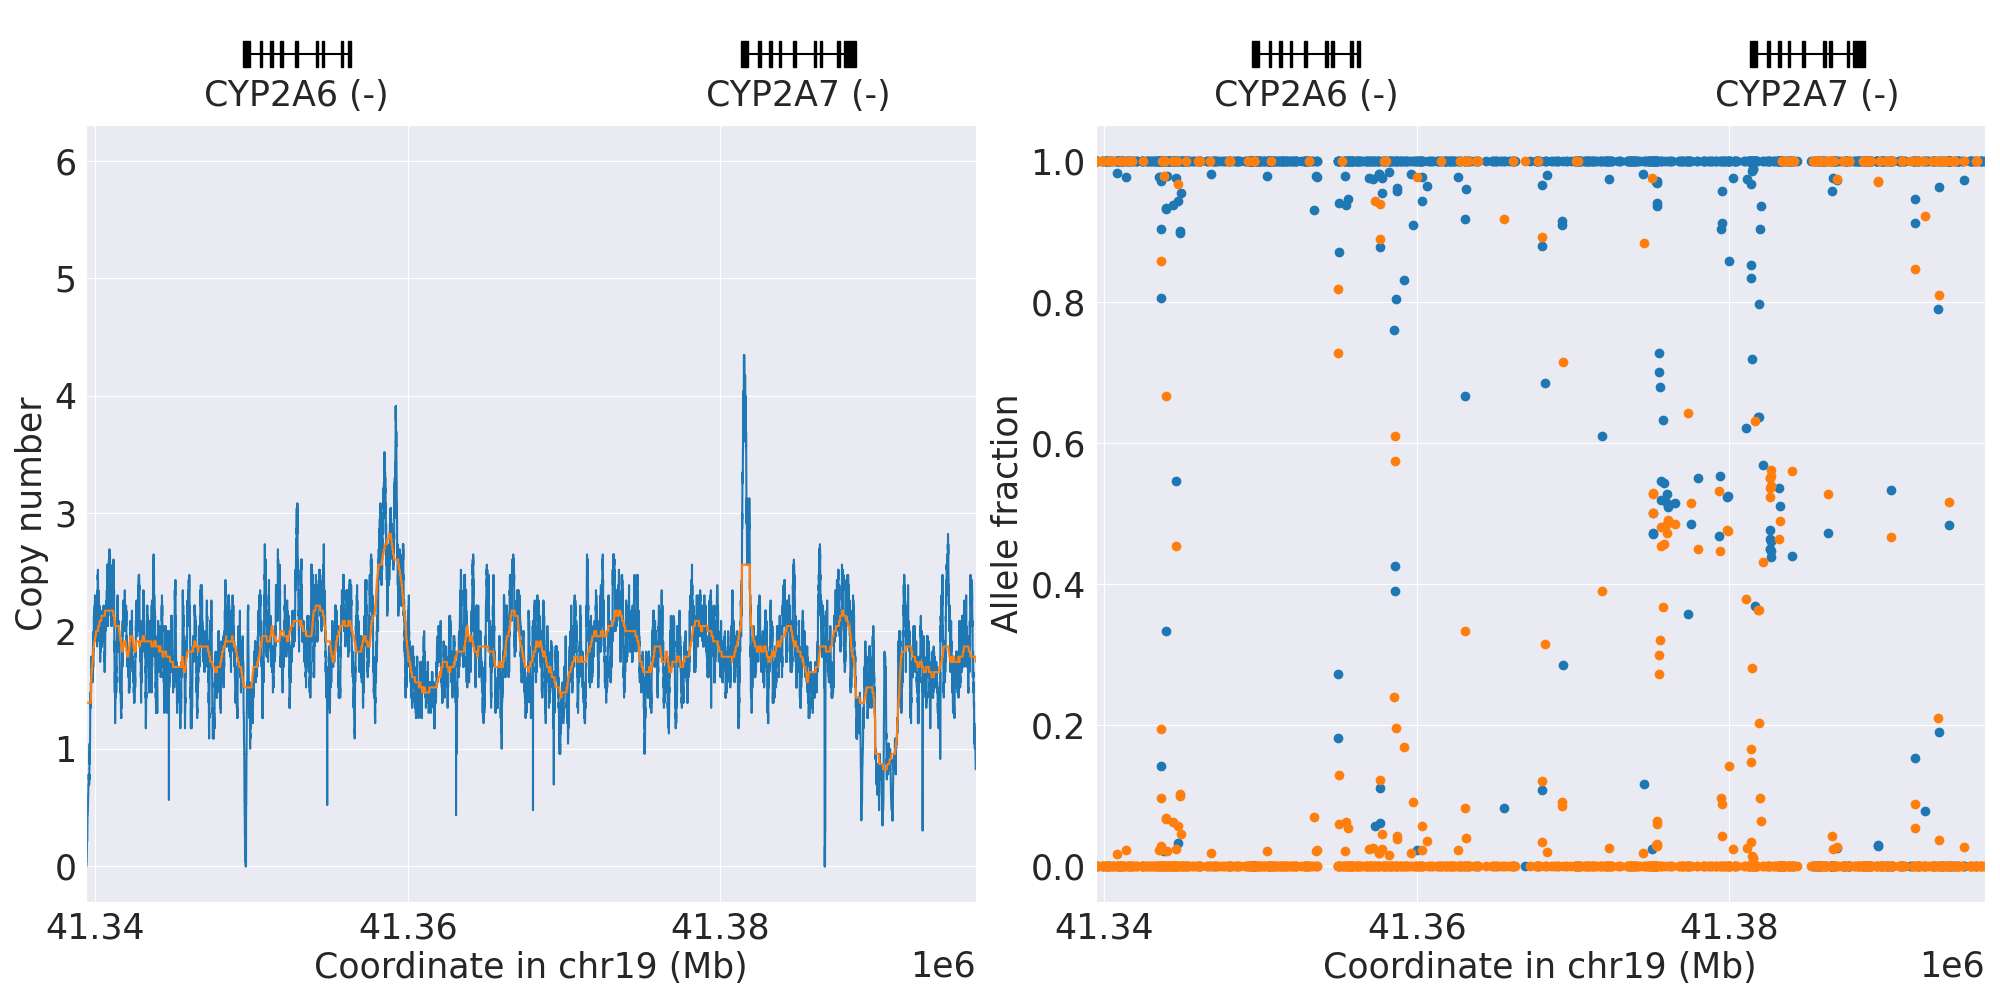 CYP2A6 (-)
CYP2A7 (-)
6
5
4
3
2
1
0
Copy number
41.34
41.36
41.38
Coordinate in chr19 (Mb)
1e6
CYP2A6 (-)
CYP2A7 (-)
1.0
0.8
0.6
0.4
0.2
0.0
Allele fraction
41.34
41.36
41.38
Coordinate in chr19 (Mb)
1e6